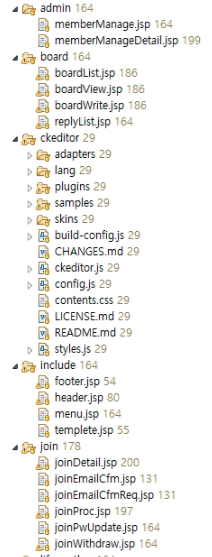 admin 164
memberManage.jsp 164
memberManageDetail.jsp 199
board 164
boardList.jsp 186
boardView.jsp 186
boardWrite.jsp 186
replyList.jsp 164
ckeditor 29
adapters 29
lang 29
plugins 29
samples 29
skins 29
build-config.js 29
CHANGES.md 29
ckeditor.js 29
config.js 29
contents.css 29
LICENSE.md 29
README.md 29
styles.js 29
include 164
footer.jsp 54
header.jsp 80
menu.jsp 164
templete.jsp 55
join 178
joinDetail.jsp 200
joinEmailCfm.jsp 131
joinEmailCfmReq.jsp 131
joinProc.jsp 197
joinPwUpdate.jsp 164
joinWithdraw.jsp 164